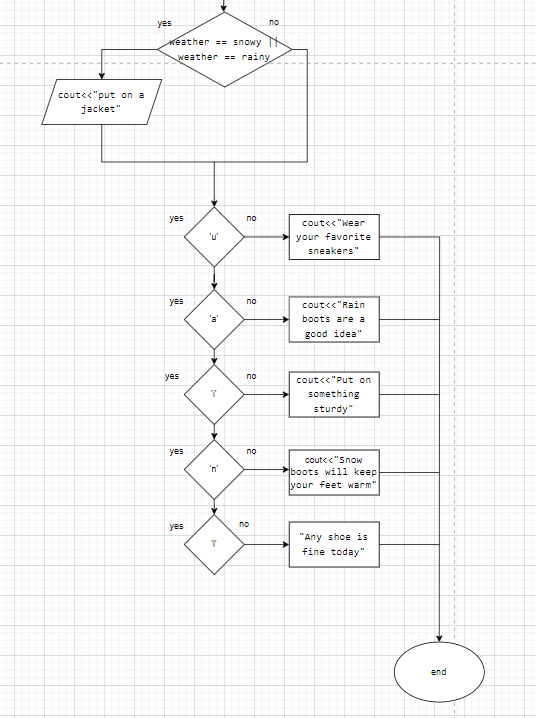 yes
no
weather == snowy ||
weather == rainy
cout<<"put on a
jacket"
yes
no
'u'
cout<<"Wear
your favorite
sneakers"
yes
no
'a'
cout<<"Rain
boots are a
good idea"
yes
no
cout<<"Put on
something
sturdy"
yes
no
'n'
cout<<"Snow
boots will keep
your feet warm"
yes
no
"Any shoe is
fine today"
end